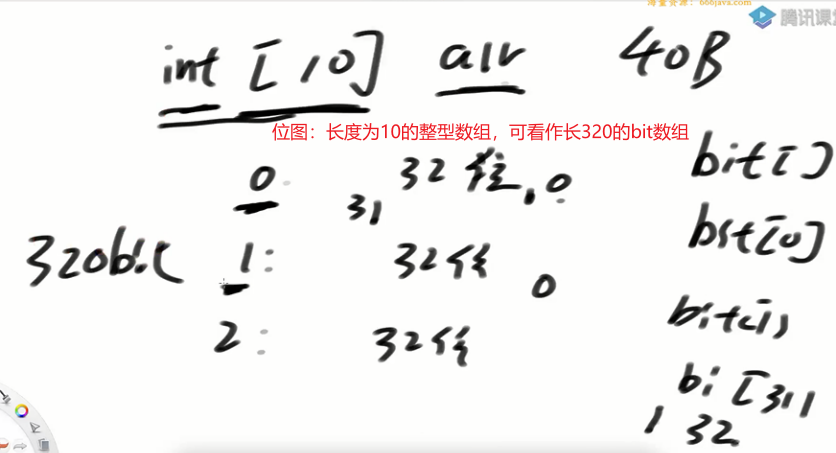 海量资源：666java.com
腾讯课
int [10] arr 40B
位图：长度为10的整型数组，可看作长320的bit数组
0 32位 0 bit[]
31
bit[0]
320bit 1: 32位 0
bit[1]
2: 32位
bi[31]
1 32